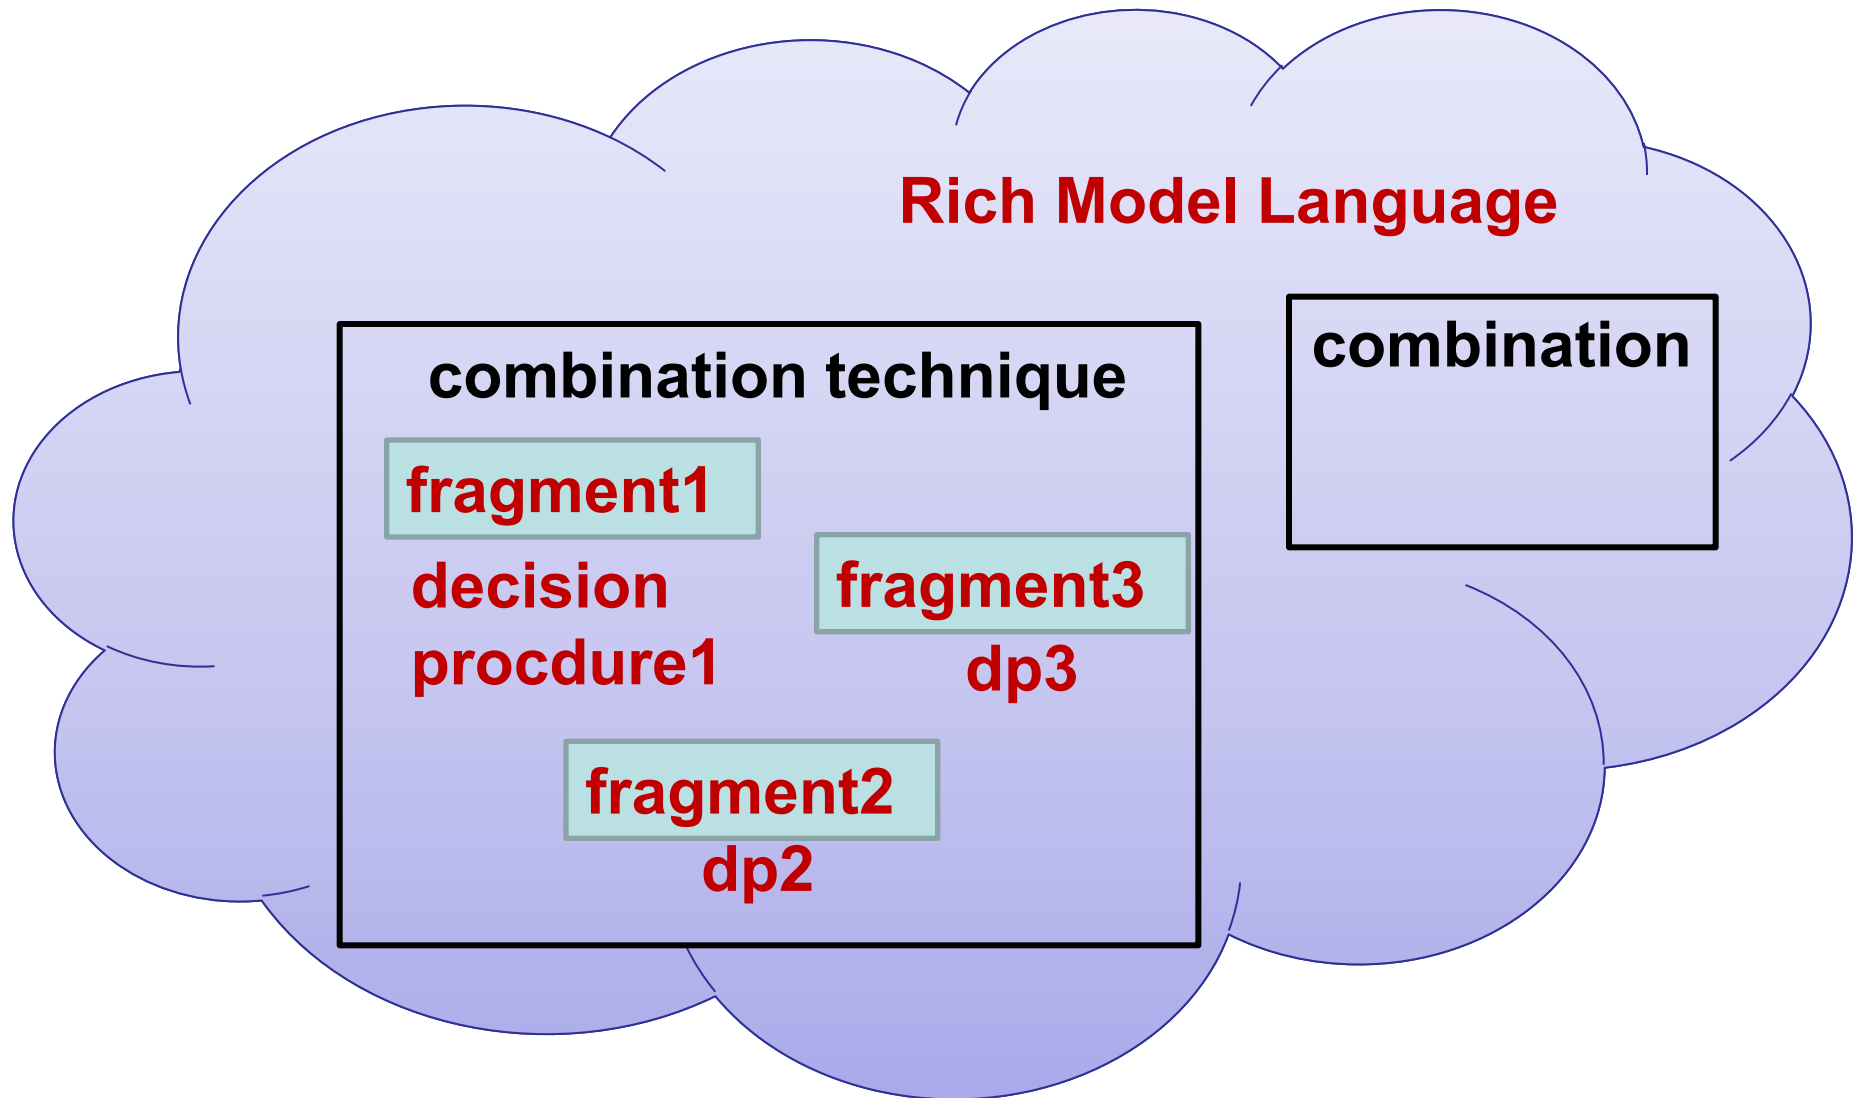 Rich Model Language
combination technique
fragment1
decision
procdure1
fragment3
dp3
fragment2
dp2
combination